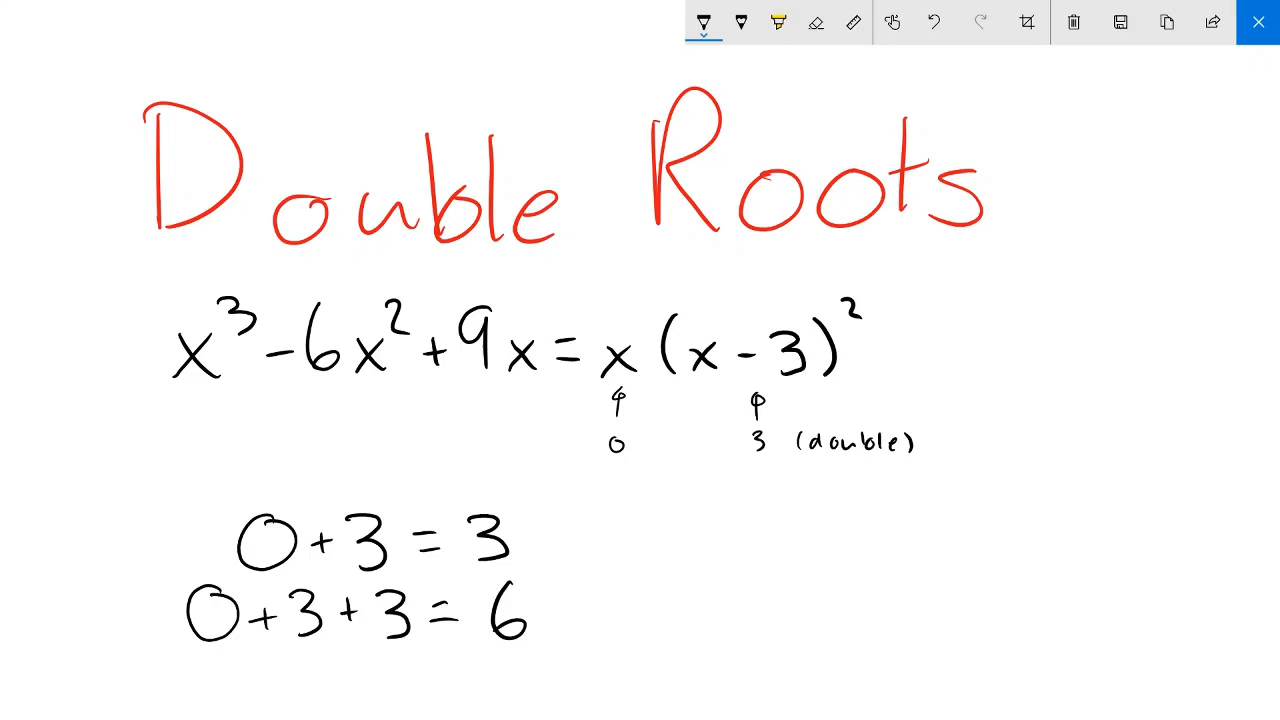 Double Roots
x³ - 6x² + 9x = x(x - 3)²
0 3 (double)
0 + 3 = 3
0 + 3 + 3 = 6